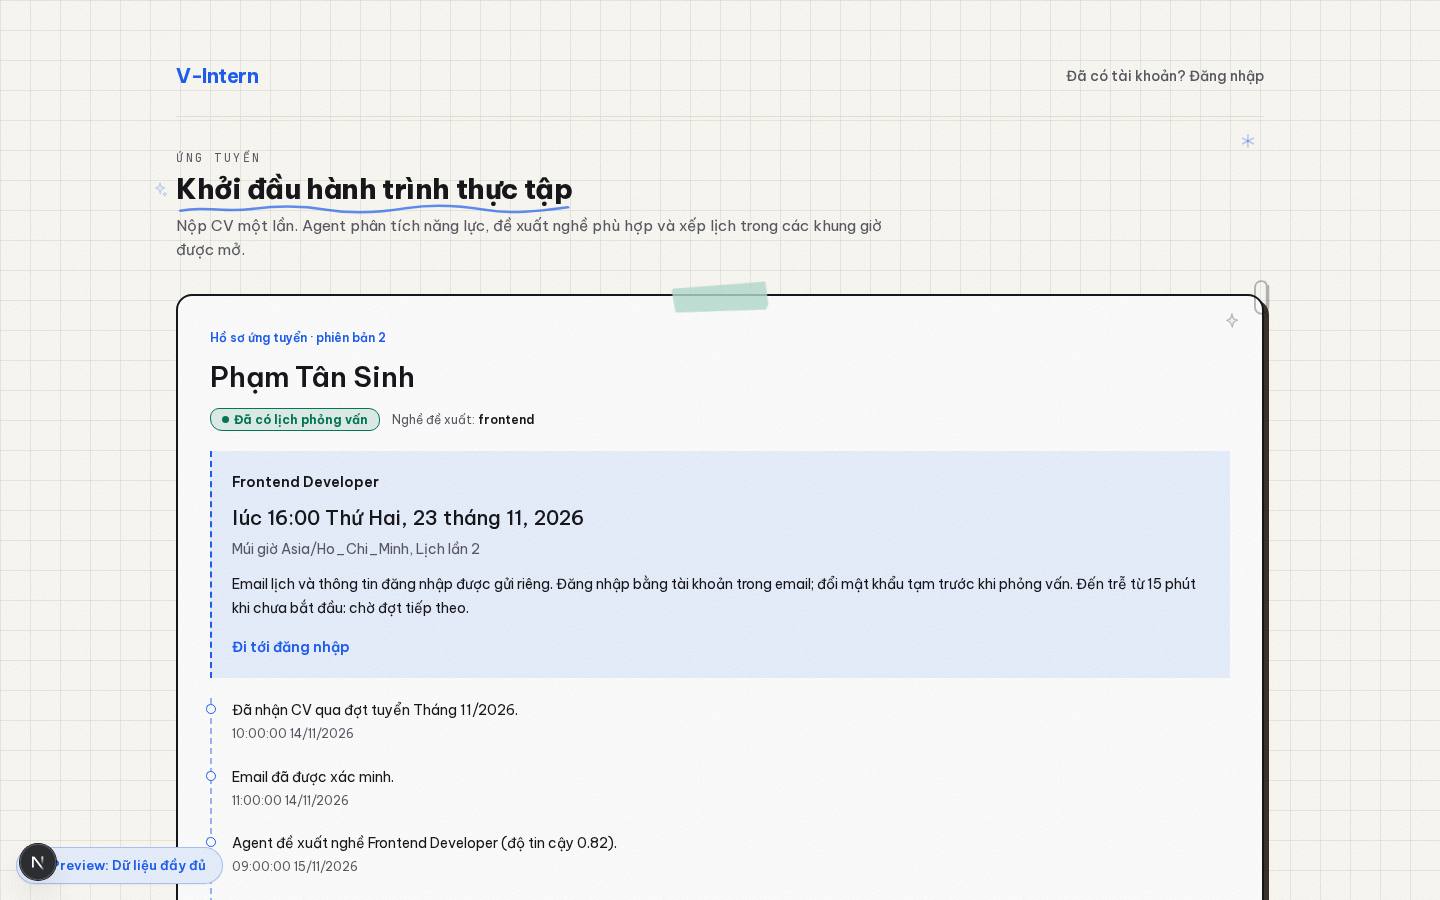 V-Intern
Đã có tài khoản? Đăng nhập
ỨNG TUYỂN
Khởi đầu hành trình thực tập
Nộp CV một lần. Agent phân tích năng lực, đề xuất nghề phù hợp và xếp lịch trong các khung giờ
được mở.
Hồ sơ ứng tuyển · phiên bản 2
Phạm Tân Sinh
Đã có lịch phỏng vấn
Nghề đề xuất: frontend
Frontend Developer
lúc 16:00 Thứ Hai, 23 tháng 11, 2026
Múi giờ Asia/Ho_Chi_Minh, Lịch lần 2
Email lịch và thông tin đăng nhập được gửi riêng. Đăng nhập bằng tài khoản trong email; đổi mật khẩu tạm trước khi phỏng vấn. Đến trễ từ 15 phút
khi chưa bắt đầu: chờ đợt tiếp theo.
Đi tới đăng nhập
Đã nhận CV qua đợt tuyển Tháng 11/2026.
10:00:00 14/11/2026
Email đã được xác minh.
11:00:00 14/11/2026
Agent đề xuất nghề Frontend Developer (độ tin cậy 0.82).
09:00:00 15/11/2026
N
review: Dữ liệu đầy đủ